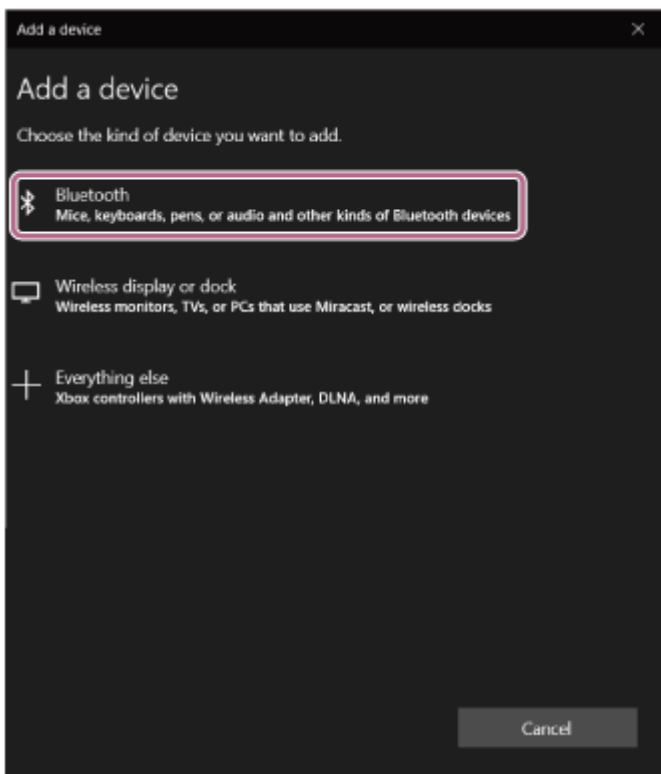 Add a device
Add a device
Choose the kind of device you want to add.
Bluetooth
Mice, keyboards, pens, or audio and other kinds of Bluetooth devices
Wireless display or dock
Wireless monitors, TVs, or PCs that use Miracast, or wireless docks
Everything else
Xbox controllers with Wireless Adapter, DLNA, and more
Cancel